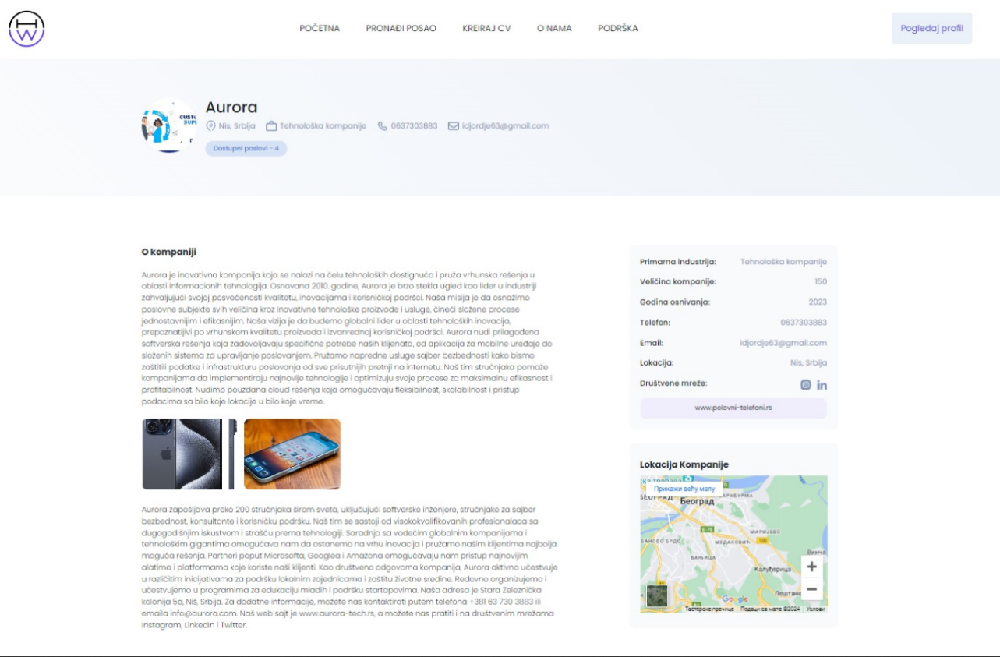 POČETNA
PRONAĐI POSAO
KREIRAJ CV
O NAMA
PODRŠKA
Pogledaj profil
Aurora
Nis, Srbija
Tehnološka kompanije
0637303883
idjordje63@gmail.com
Dostupni poslovi - 4
O kompaniji
Aurora je inovativna kompanija koja se nalazi na čelu tehnoloških dostignuća i pruža vrhunska rešenja u
oblasti informacionih tehnologija. Osnovana 2010. godine, Aurora je brzo stekla ugled kao lider u industriji
zahvaljujući svojoj posvećenosti kvalitetu, inovacijama i korisničkoj podršci. Naša misija je da osnažimo
poslovne subjekte svih veličina kroz inovativne tehnološke proizvode i usluge, čineći složene procese
jednostavnijim i efikasnijim. Naša vizija je da budemo globalni lider u oblasti tehnoloških inovacija,
prepoznatljivi po vrhunskom kvalitetu proizvoda i izvanrednoj korisničkoj podršci. Aurora nudi prilagođena
softverska rešenja koja zadovoljavaju specifične potrebe naših klijenata, od aplikacija za mobilne uređaje do
složenih sistema za upravljanje poslovanjem. Pružamo napredne usluge sajber bezbednosti kako bismo
zaštitili podatke i infrastrukturu poslovanja od sve prisutnijih pretnji na internetu. Naš tim stručnjaka pomaže
kompanijama da implementiraju najnovije tehnologije i optimizuju svoje procese za maksimalnu efikasnost i
profitabilnost. Nudimo pouzdana cloud rešenja koja omogućavaju fleksibilnost, skalabilnost i pristup
podacima sa bilo koje lokacije u bilo koje vreme.
Aurora zapošljava preko 200 stručnjaka širom sveta, uključujući softverske inženjere, stručnjake za sajber
bezbednost, konsultante i korisničku podršku. Naš tim se sastoji od visokokvalifikovanih profesionalaca sa
dugogodišnjim iskustvom i strašću prema tehnologiji. Saradnja sa vodećim globalnim kompanijama i
tehnološkim gigantima omogućava nam da ostanemo na vrhu inovacija i pružamo našim klijentima najbolja
moguća rešenja. Partneri poput Microsofta, Googlea i Amazona omogućavaju nam pristup najnovijim
alatima i platformama koje koriste naši klijenti. Kao društveno odgovorna kompanija, Aurora aktivno učestvuje
u različitim inicijativama za podršku lokalnim zajednicama i zaštitu životne sredine. Redovno organizujemo i
učestvujemo u programima za edukaciju mladih i podršku startapovima. Naša adresa je Stara Zeleznička
kolonija 5a, Niš, Srbija. Za dodatne informacije, možete nas kontaktirati putem telefona +381 63 730 3883 ili
emaila info@aurora.com. Naš web sajt je www.aurora-tech.rs, a možete nas pratiti i na društvenim mrežama
Instagram, LinkedIn i Twitter.
Primarna industrija: Tehnološka kompanije
Veličina kompanije: 150
Godina osnivanja: 2023
Telefon: 0637303883
Email: idjordje63@gmail.com
Lokacija: Nis, Srbija
Društvene mreže:
www.polovni-telefoni.rs
Lokacija Kompanije
Прикажи већу мапу
Београд
МИРИЈЕВО
БАНОВО БРДО
МЕДАКОВИЋ
БАЊИЦА
Винча
Калуђерица
Лештане
Google
Тастерске пречице
Подаци са мапе ©2024
Услови